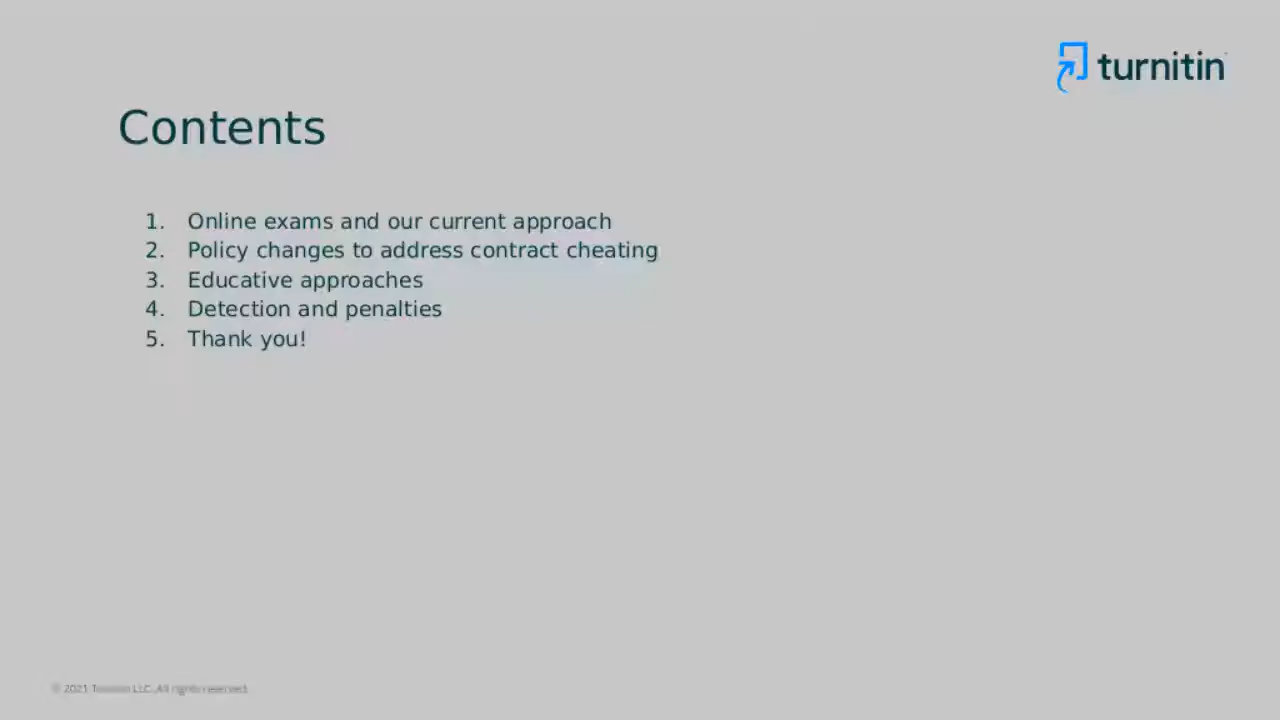 turnitin
Contents
1. Online exams and our current approach
2. Policy changes to address contract cheating
3. Educative approaches
4. Detection and penalties
5. Thank you!
© 2021 Turnitin LLC. All rights reserved.